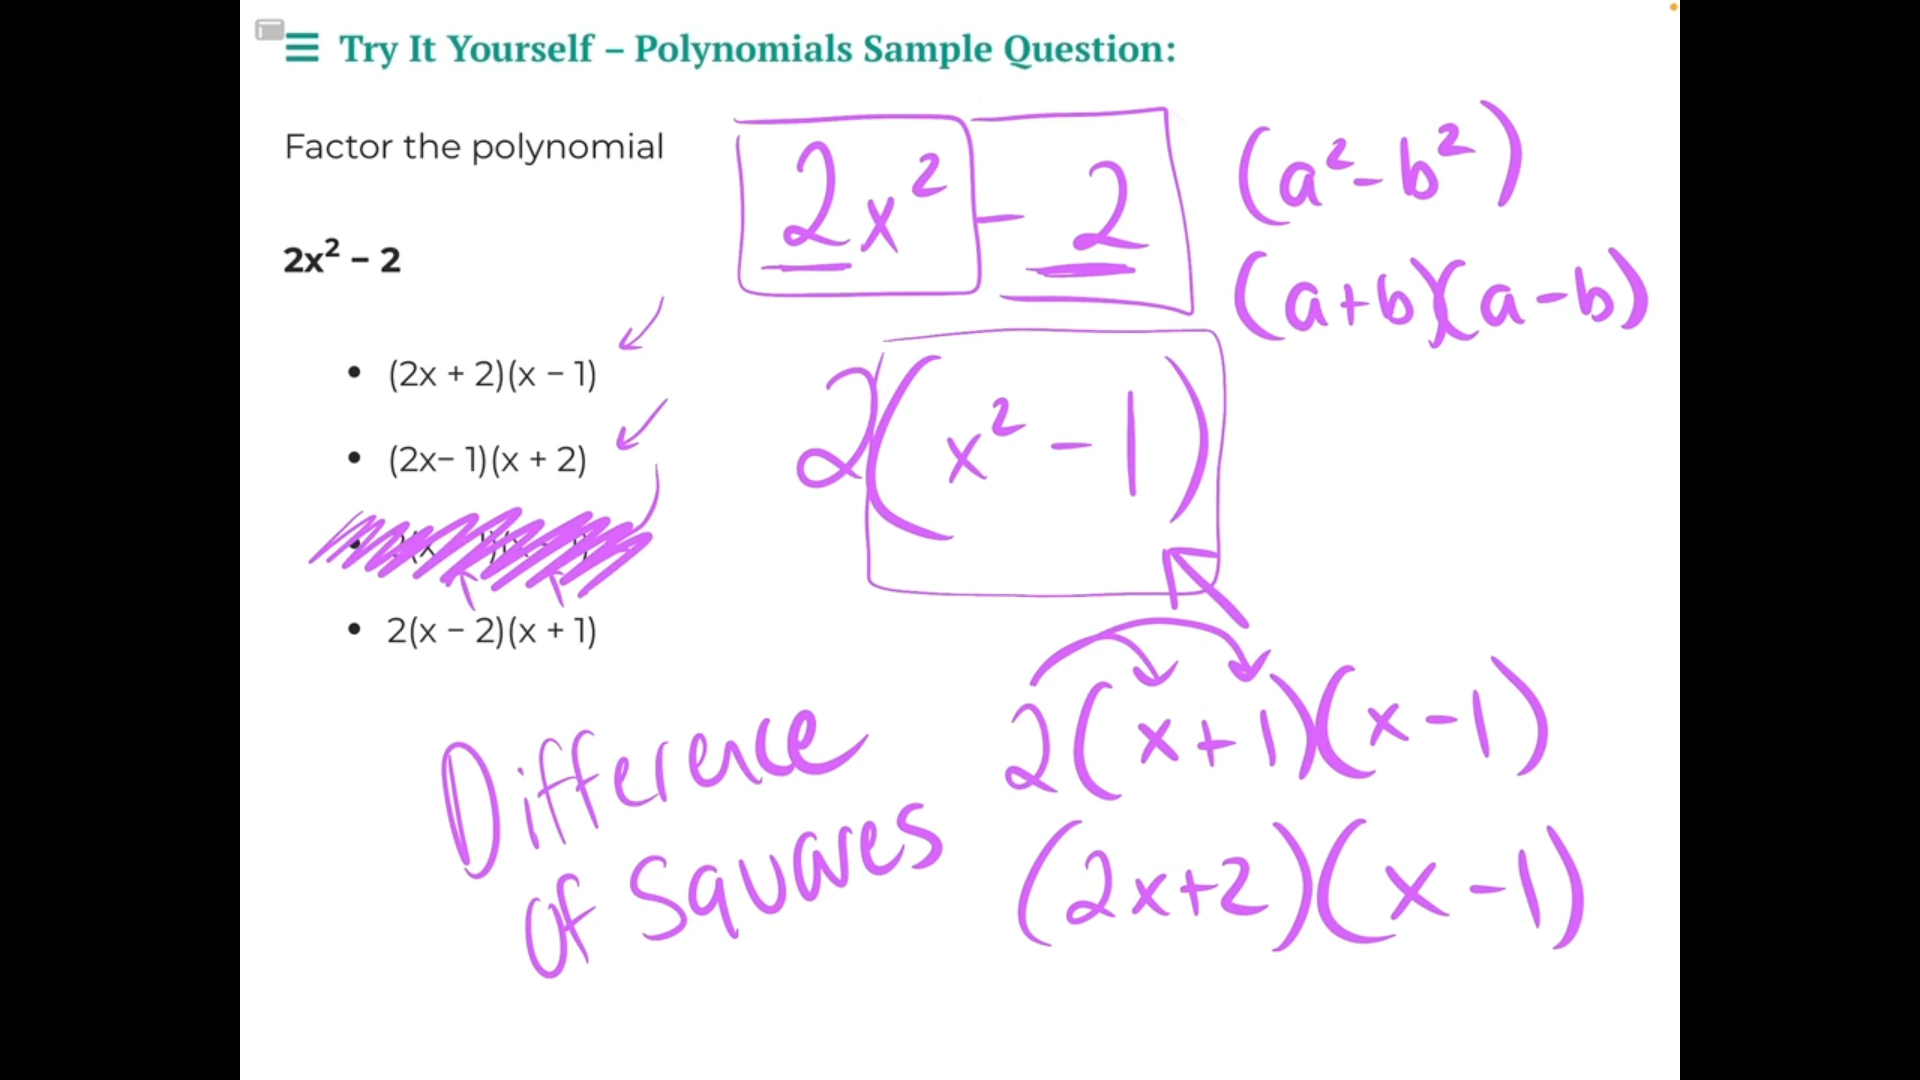 Try It Yourself – Polynomials Sample Question:
Factor the polynomial
2x² – 2
• (2x + 2)(x – 1)
• (2x– 1)(x + 2)
• 2(x – 2)(x + 1)
2x² – 2
(a² – b²)
(a+b)(a–b)
2(x² – 1)
2(x+1)(x–1)
(2x+2)(x–1)
Difference
of Squares